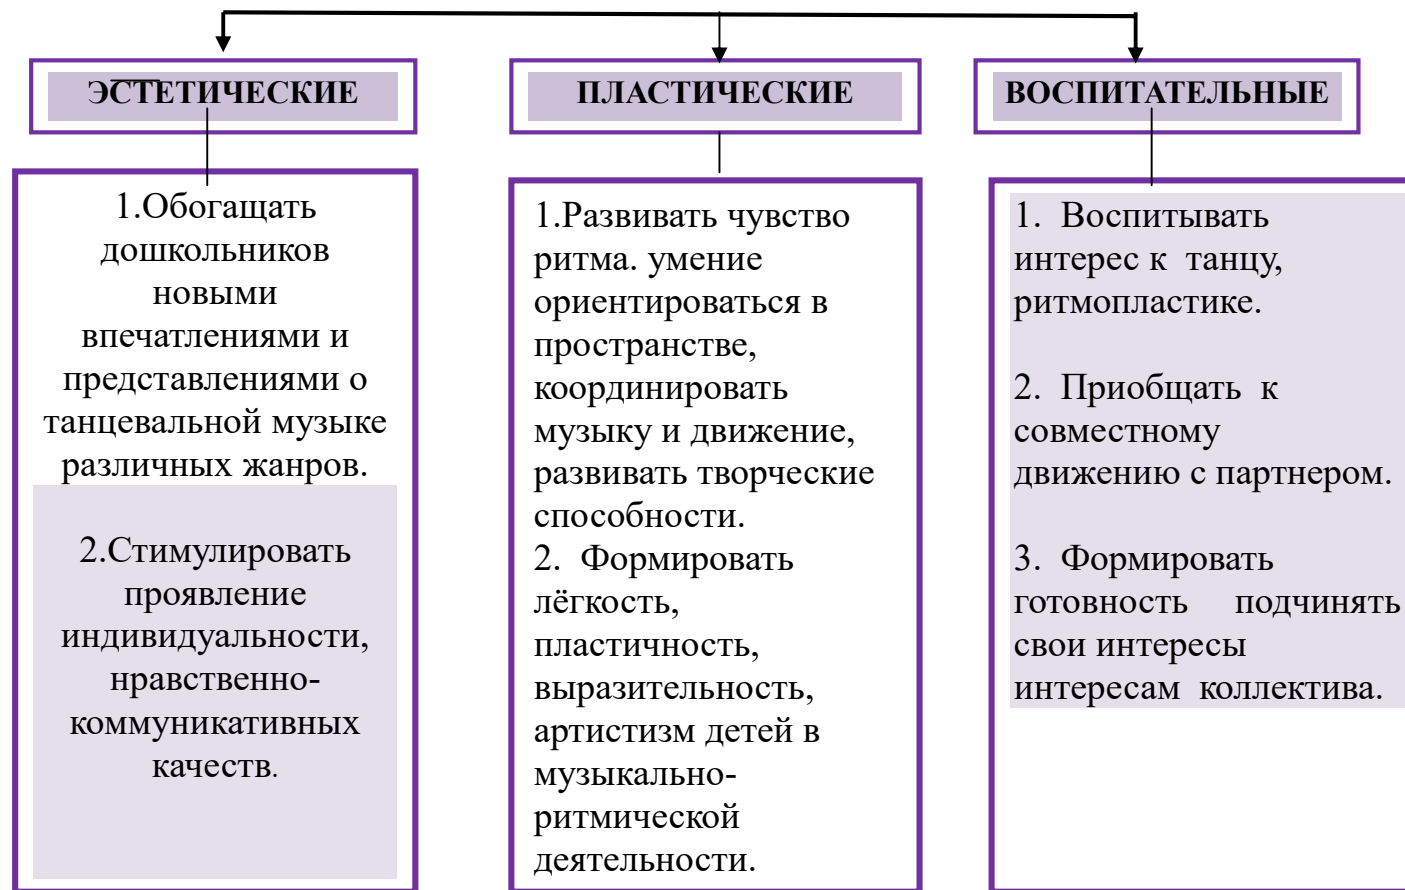 ЭСТЕТИЧЕСКИЕ
1.Обогащать
дошкольников
новыми
впечатлениями и
представлениями о
танцевальной музыке
различных жанров.
2.Стимулировать
проявление
индивидуальности,
нравственно-
коммуникативных
качеств.
ПЛАСТИЧЕСКИЕ
1.Развивать чувство
ритма. умение
ориентироваться в
пространстве,
координировать
музыку и движение,
развивать творческие
способности.
2. Формировать
лёгкость,
пластичность,
выразительность,
артистизм детей в
музыкально-
ритмической
деятельности.
ВОСПИТАТЕЛЬНЫЕ
1. Воспитывать
интерес к танцу,
ритмопластике.
2. Приобщать к
совместному
движению с партнером.
3. Формировать
готовность подчинять
свои интересы
интересам коллектива.